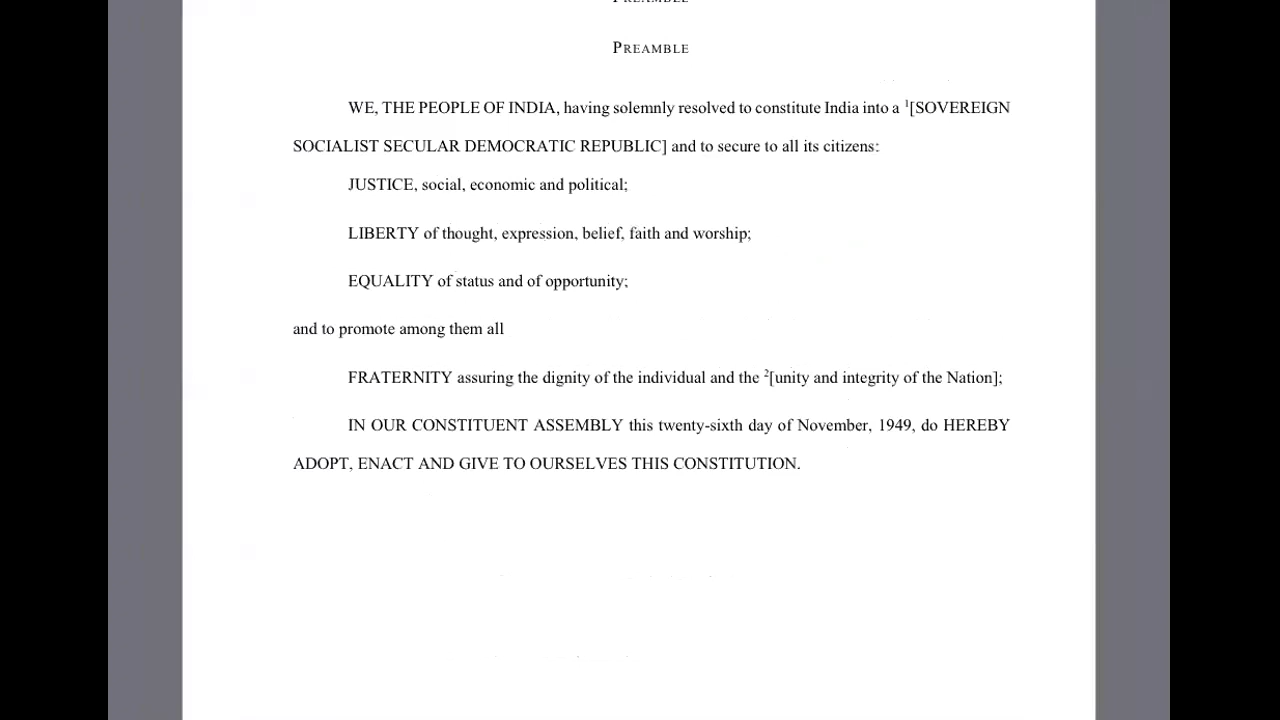 PREAMBLE
PREAMBLE
WE, THE PEOPLE OF INDIA, having solemnly resolved to constitute India into a ¹[SOVEREIGN
SOCIALIST SECULAR DEMOCRATIC REPUBLIC] and to secure to all its citizens:
JUSTICE, social, economic and political;
LIBERTY of thought, expression, belief, faith and worship;
EQUALITY of status and of opportunity;
and to promote among them all
FRATERNITY assuring the dignity of the individual and the ²[unity and integrity of the Nation];
IN OUR CONSTITUENT ASSEMBLY this twenty-sixth day of November, 1949, do HEREBY
ADOPT, ENACT AND GIVE TO OURSELVES THIS CONSTITUTION.